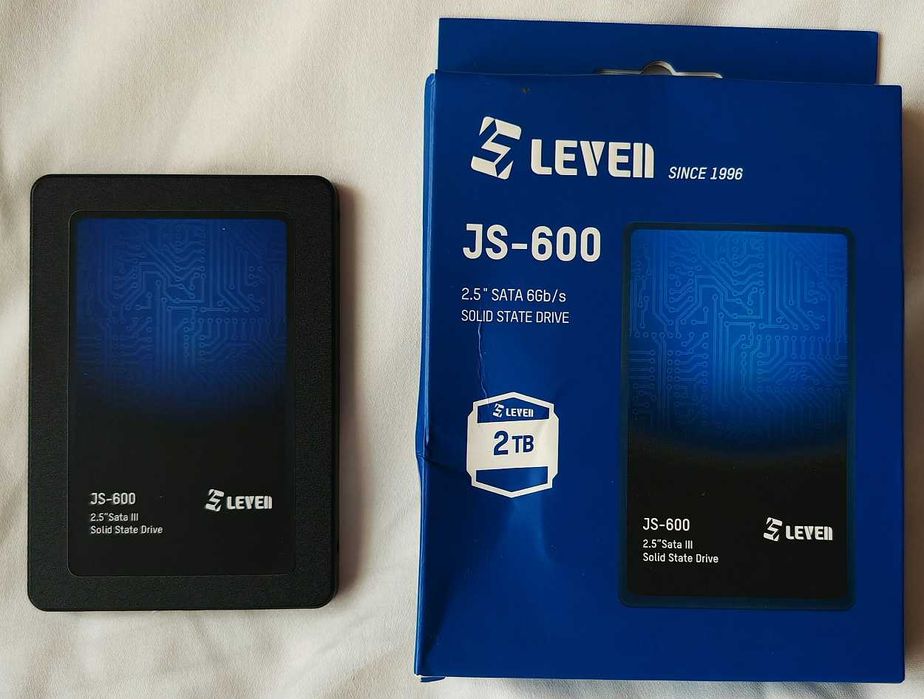 JS-600
2.5"Sata III
Solid State Drive
LEVEN
LEVEN SINCE 1996
JS-600
2.5" SATA 6Gb/s
SOLID STATE DRIVE
LEVEN
2TB
JS-600
2.5"Sata III
Solid State Drive
LEVEN